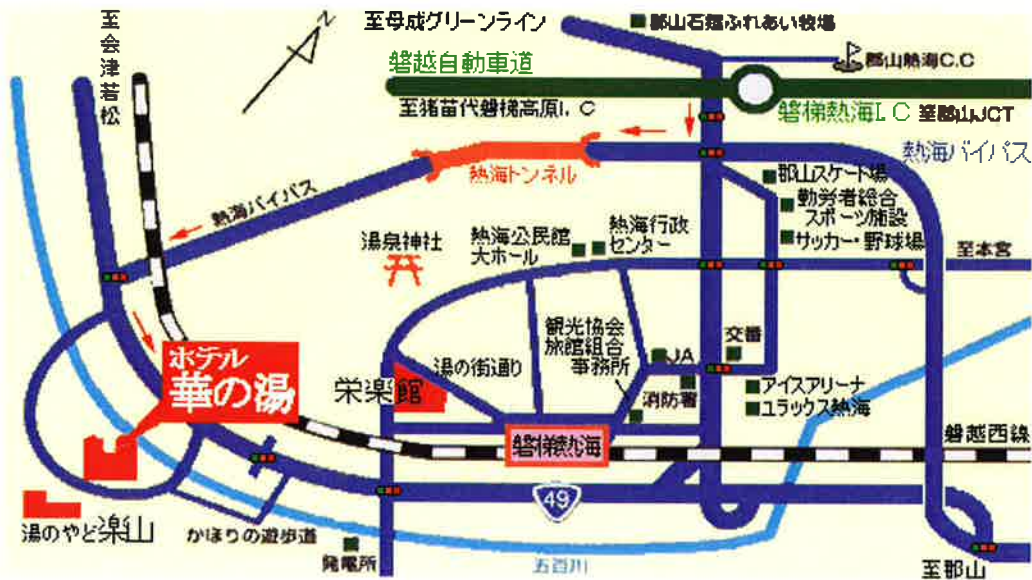 至会津若松
N
至母成グリーンライン
郡山石筵ふれあい牧場
磐越自動車道
郡山熱海C.C
至猪苗代磐梯高原I.C
磐梯熱海I.C 至郡山JCT
熱海バイパス
熱海トンネル
熱海バイパス
郡山スケート場
勤労者総合
スポーツ施設
サッカー・野球場
湯泉神社
熱海公民館
大ホール
熱海行政
センター
至本宮
観光協会
旅館組合
事務所
湯の街通り
JA
交番
消防署
ホテル
華の湯
栄楽館
アイスアリーナ
ユラックス熱海
磐梯熱海
磐越西線
49
湯のやど楽山
かほりの遊歩道
発電所
五百川
至郡山